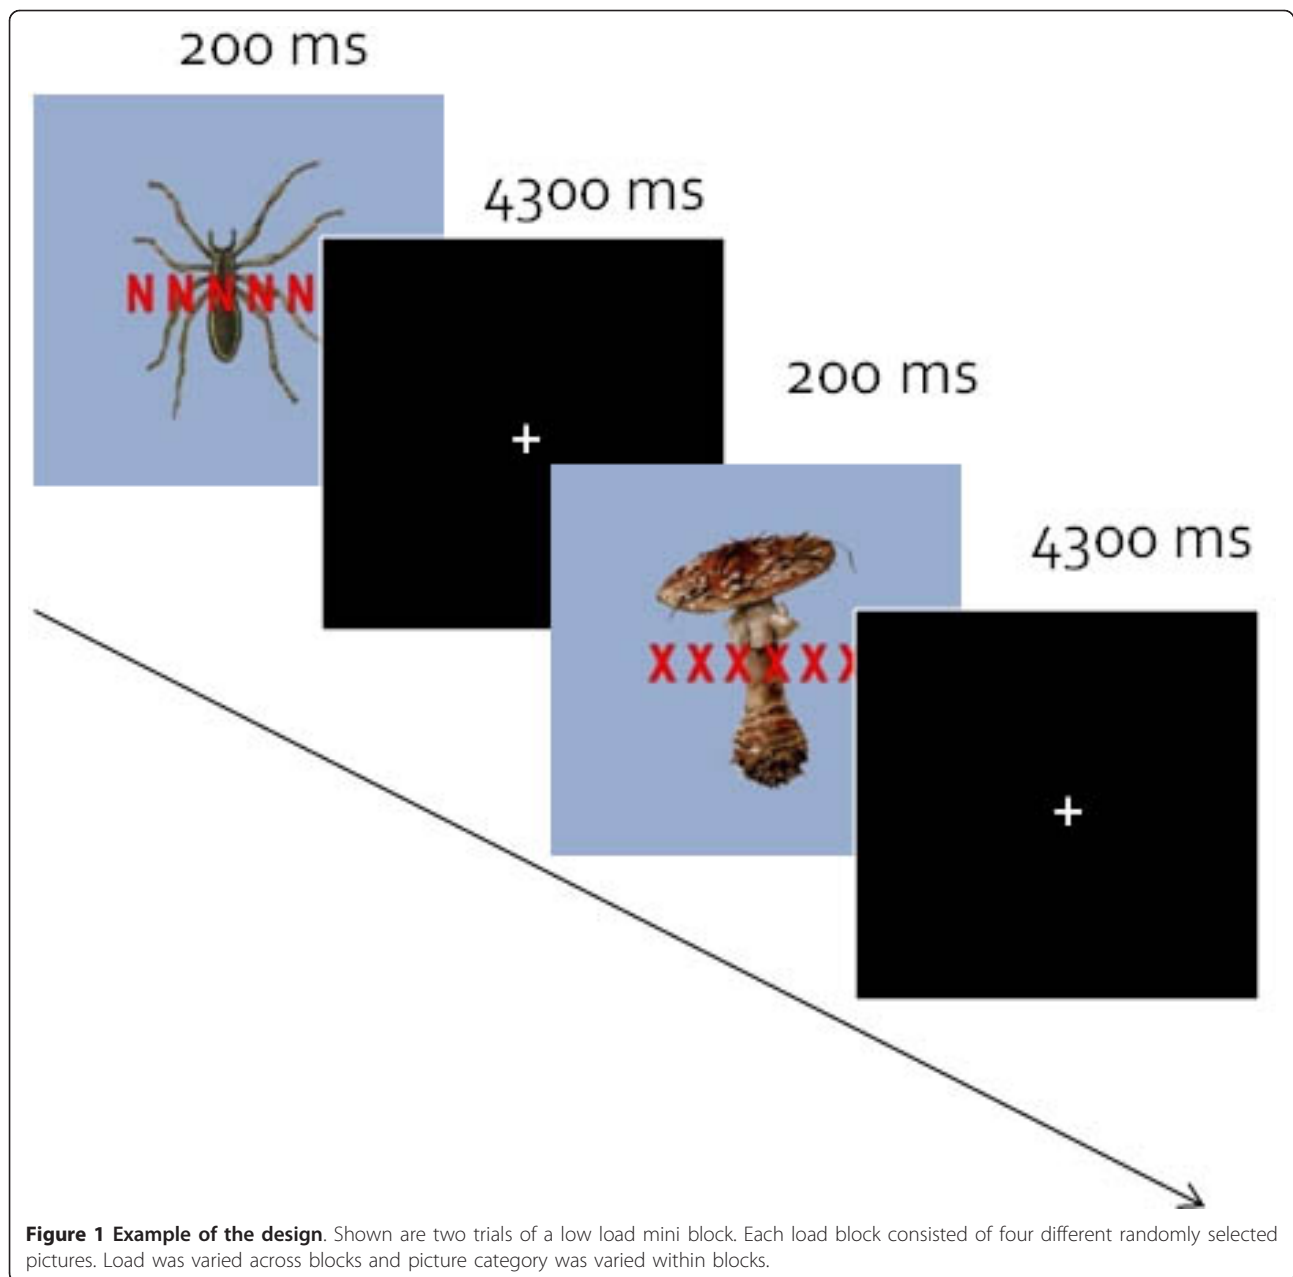 200 ms
4300 ms
NNNNN
200 ms
4300 ms
XXXXXX
+
+
Figure 1 Example of the design. Shown are two trials of a low load mini block. Each load block consisted of four different randomly selected
pictures. Load was varied across blocks and picture category was varied within blocks.